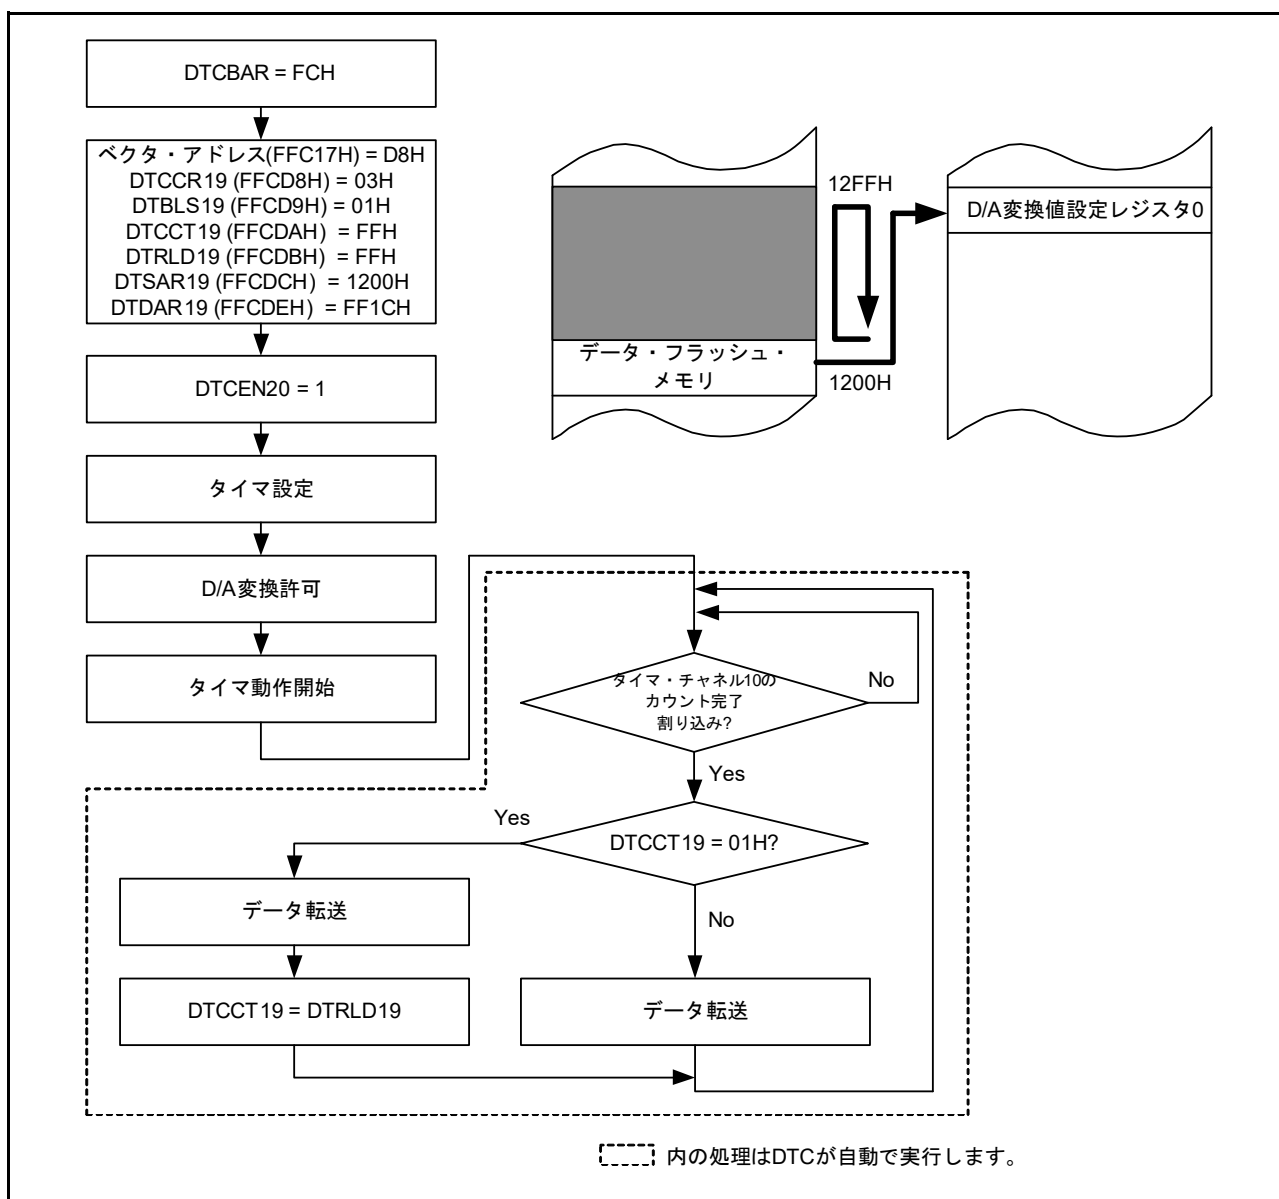 DTCBAR = FCH
ベクタ・アドレス(FFC17H) = D8H
DTCCR19 (FFCD8H) = 03H
DTBLS19 (FFCD9H) = 01H
DTCCT19 (FFCDAH) = FFH
DTRLD19 (FFCDBH) = FFH
DTSAR19 (FFCDCH) = 1200H
DTDAR19 (FFCDEH) = FF1CH
DTCEN20 = 1
タイマ設定
D/A変換許可
タイマ動作開始
12FFH
D/A変換値設定レジスタ0
データ・フラッシュ・
メモリ
1200H
タイマ・チャネル10の
カウント完了
割り込み?
No
Yes
DTCCT19 = 01H?
Yes
No
データ転送
DTCCT19 = DTRLD19
データ転送
内の処理はDTCが自動で実行します。